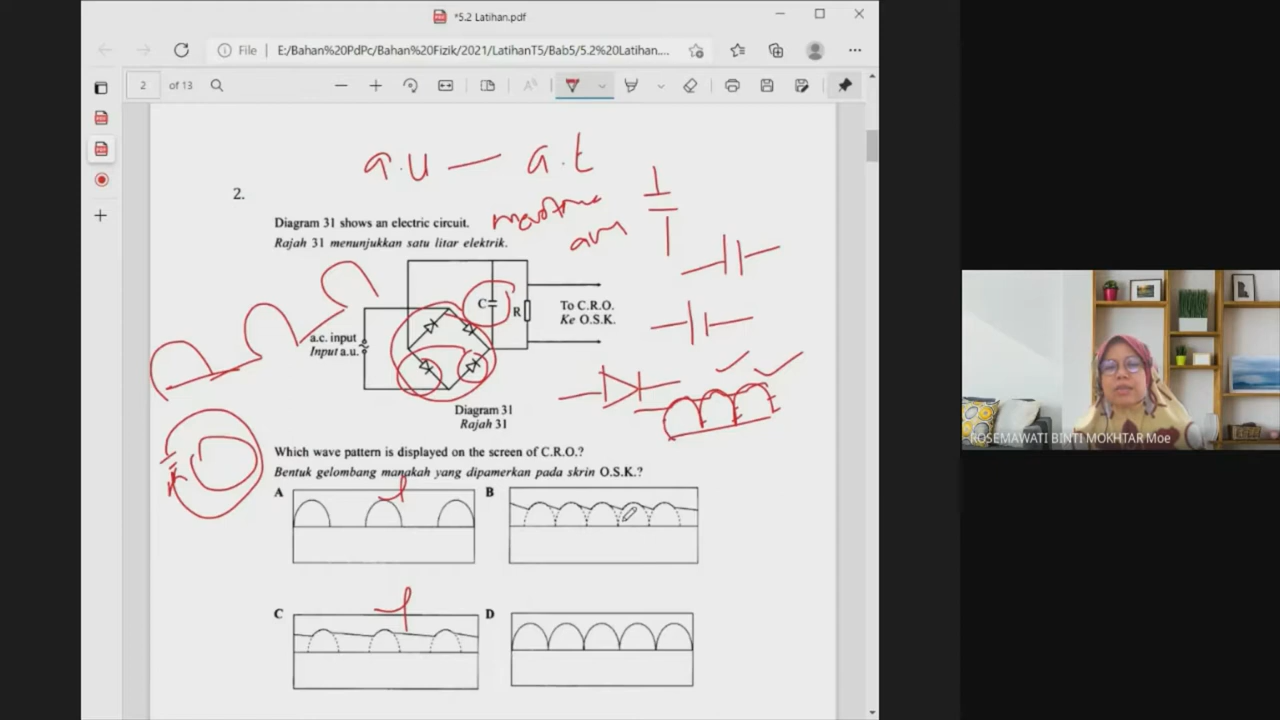 *5.2 Latihan.pdf
File E:/Bahan%20PdPc/Bahan%20Fizik/2021/LatihanT5/Bab5/5.2%20Latihan....
2 of 13
a.u — a.t
2.
Diagram 31 shows an electric circuit.
Rajah 31 menunjukkan satu litar elektrik.
C
R
To C.R.O.
Ke O.S.K.
a.c. input
Input a.u.
Diagram 31
Rajah 31
Which wave pattern is displayed on the screen of C.R.O.?
Bentuk gelombang manakah yang dipamerkan pada skrin O.S.K.?
A
B
C
D
ROSEMAWATI BINTI MOKHTAR Moe